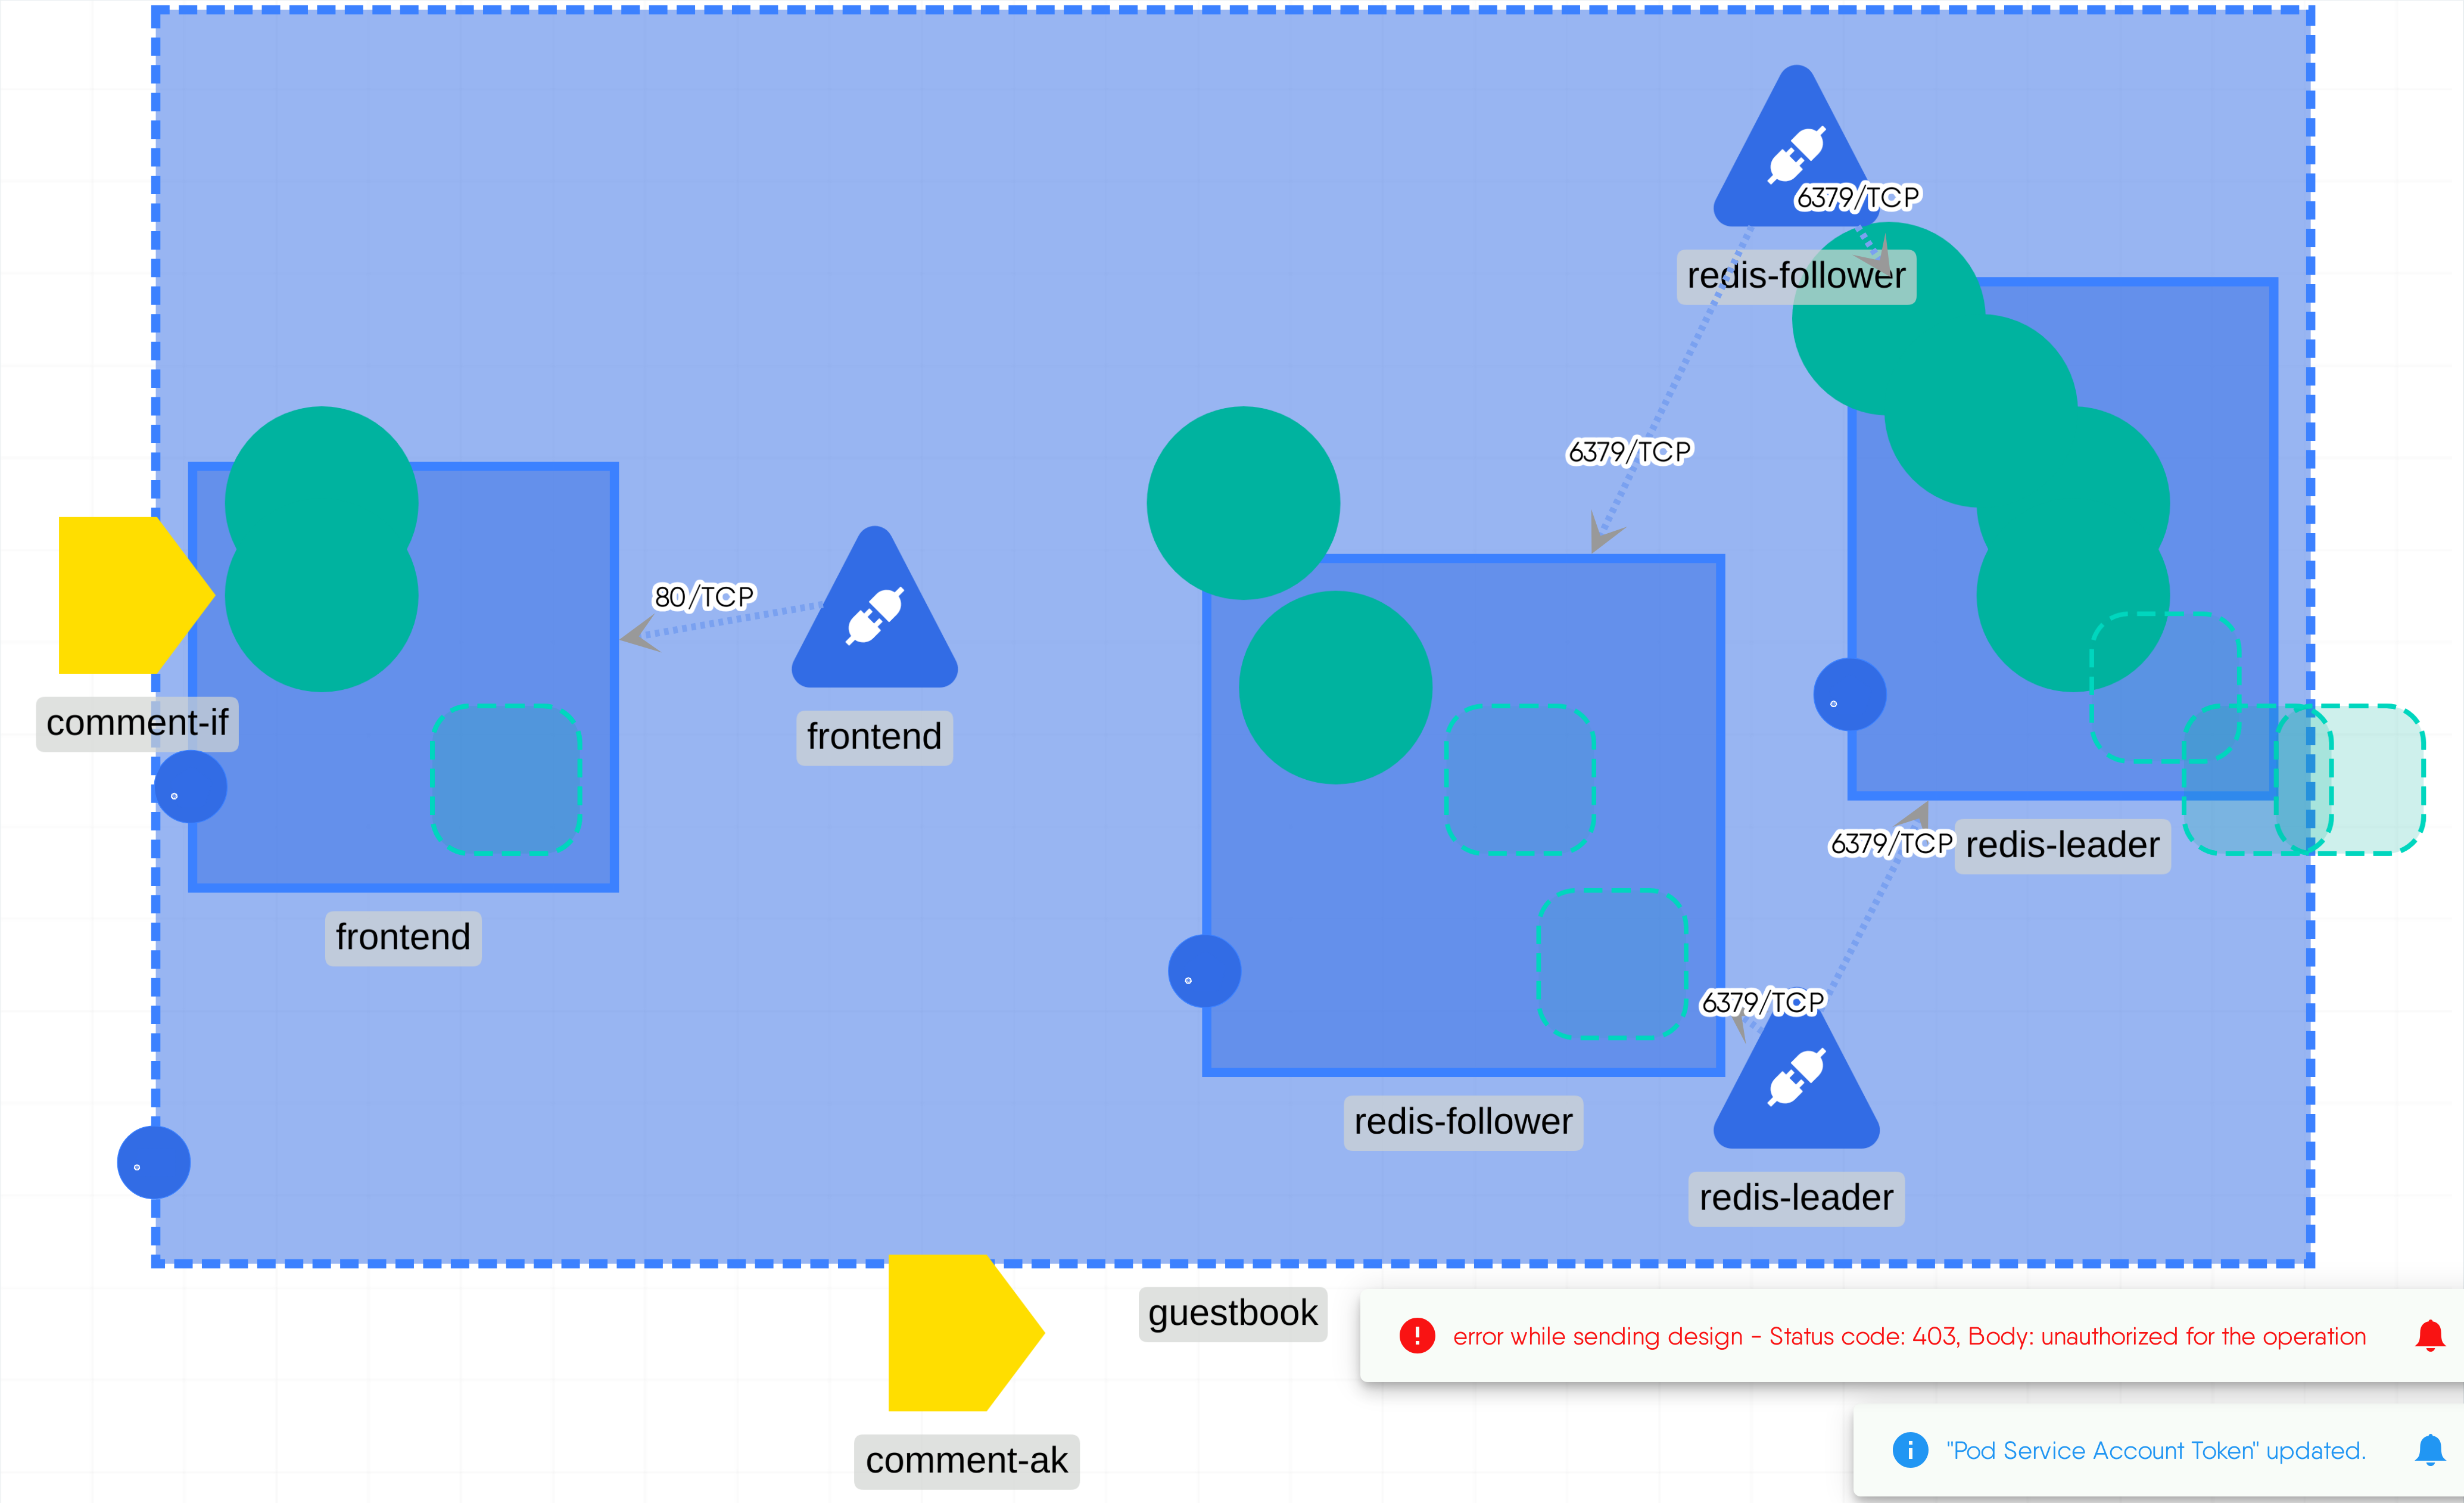 6379/TCP
redis-follower
6379/TCP
80/TCP
comment-if
frontend
6379/TCP
redis-leader
frontend
6379/TCP
redis-follower
redis-leader
guestbook
error while sending design - Status code: 403, Body: unauthorized for the operation
comment-ak
"Pod Service Account Token" updated.